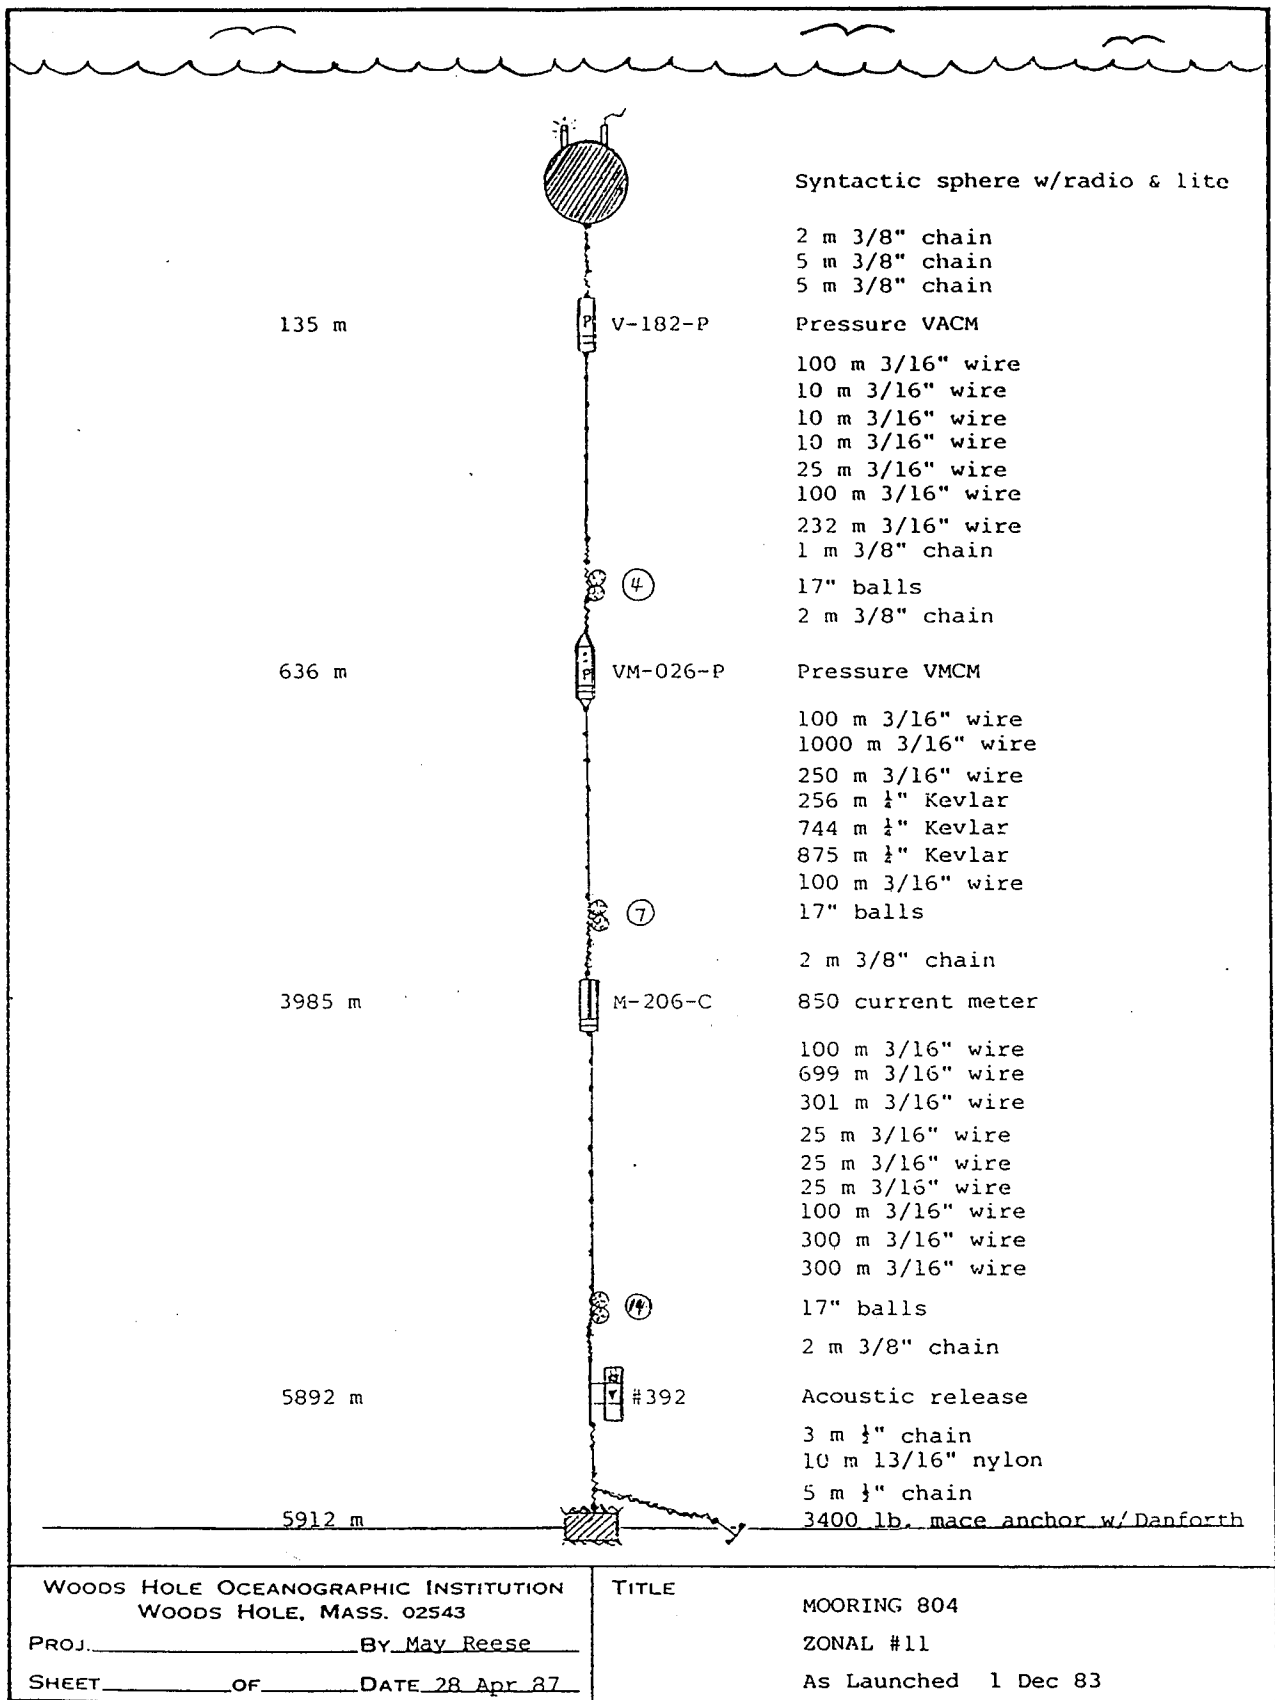 Syntactic sphere w/radio & lite
2 m 3/8" chain
5 m 3/8" chain
5 m 3/8" chain
135 m P V-182-P Pressure VACM
100 m 3/16" wire
10 m 3/16" wire
10 m 3/16" wire
10 m 3/16" wire
25 m 3/16" wire
100 m 3/16" wire
232 m 3/16" wire
1 m 3/8" chain
4 17" balls
2 m 3/8" chain
636 m P VM-026-P Pressure VMCM
100 m 3/16" wire
1000 m 3/16" wire
250 m 3/16" wire
256 m ¼" Kevlar
744 m ¼" Kevlar
875 m ¼" Kevlar
100 m 3/16" wire
7 17" balls
2 m 3/8" chain
3985 m M-206-C 850 current meter
100 m 3/16" wire
699 m 3/16" wire
301 m 3/16" wire
25 m 3/16" wire
25 m 3/16" wire
25 m 3/16" wire
100 m 3/16" wire
300 m 3/16" wire
300 m 3/16" wire
17" balls
2 m 3/8" chain
5892 m #392 Acoustic release
3 m ½" chain
10 m 13/16" nylon
5 m ½" chain
5912 m 3400 lb. mace anchor w/ Danforth
WOODS HOLE OCEANOGRAPHIC INSTITUTION
WOODS HOLE, MASS. 02543
PROJ. BY May Reese
SHEET OF DATE 28 Apr 87
TITLE
MOORING 804
ZONAL #11
As Launched 1 Dec 83